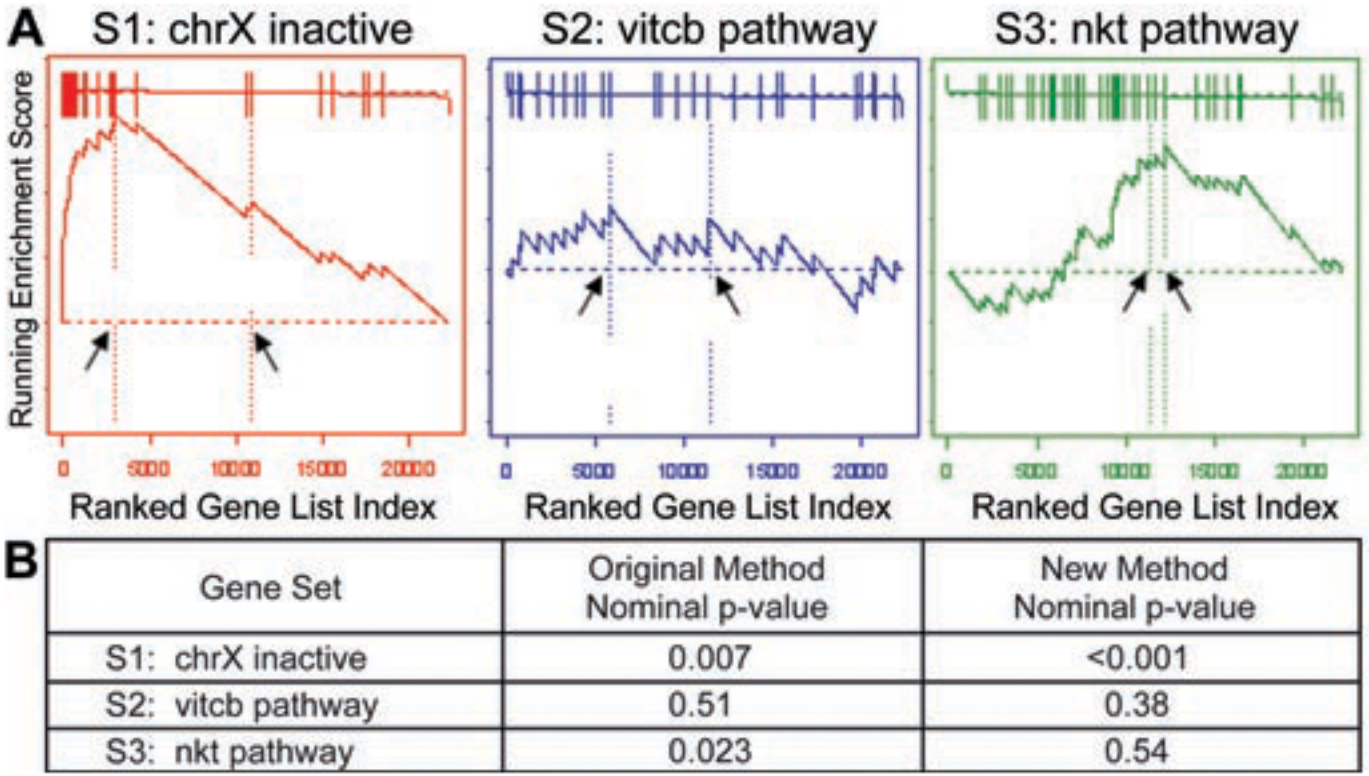 A
S1: chrX inactive
S2: vitcb pathway
S3: nkt pathway
Running Enrichment Score
0 5000 10000 15000 20000
0 5000 10000 15000 20000
0 5000 10000 15000 20000
Ranked Gene List Index
Ranked Gene List Index
Ranked Gene List Index
B
Gene Set
Original Method
Nominal p-value
New Method
Nominal p-value
S1: chrX inactive 0.007 <0.001
S2: vitcb pathway 0.51 0.38
S3: nkt pathway 0.023 0.54